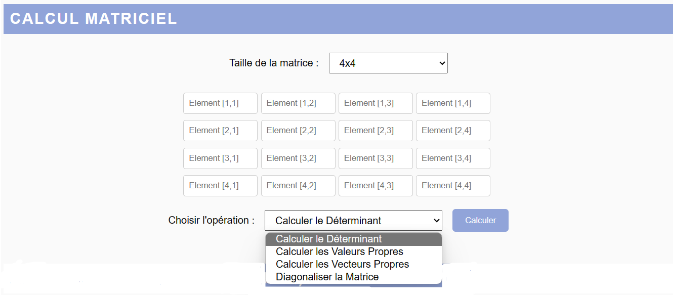 CALCUL MATRICIEL
Taille de la matrice : 4x4
Element [1,1] Element [1,2] Element [1,3] Element [1,4]
Element [2,1] Element [2,2] Element [2,3] Element [2,4]
Element [3,1] Element [3,2] Element [3,3] Element [3,4]
Element [4,1] Element [4,2] Element [4,3] Element [4,4]
Choisir l'opération : Calculer le Déterminant Calculer
Calculer le Déterminant
Calculer les Valeurs Propres
Calculer les Vecteurs Propres
Diagonaliser la Matrice